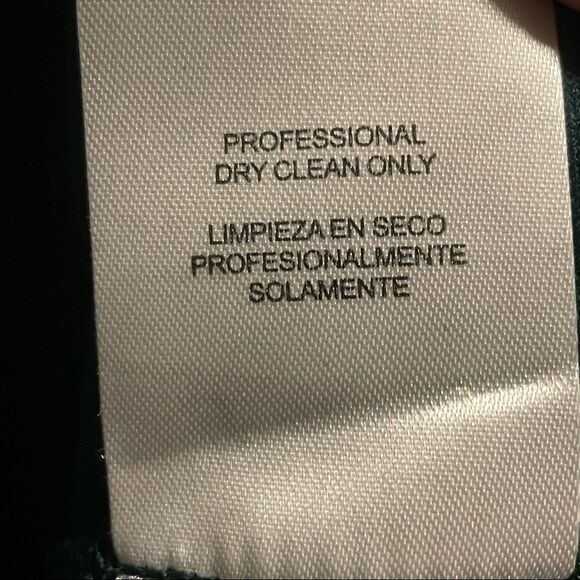 PROFESSIONAL
DRY CLEAN ONLY
LIMPIEZA EN SECO
PROFESIONALMENTE
SOLAMENTE